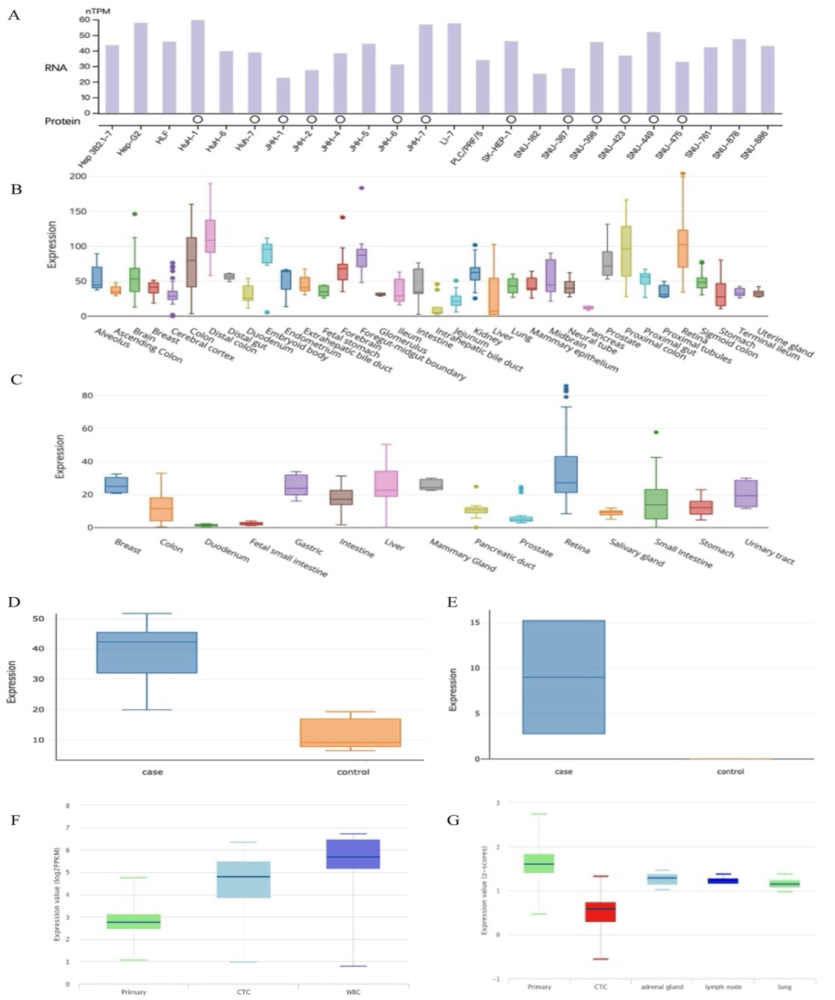 A
nTPM
60
50
40
30
20
10
0
RNA
Protein
Hep 3B2.1-7
Hep-G2
HLF
HuH-1
HuH-6
Huh-7
JHH-1
JHH-2
JHH-4
JHH-5
JHH-6
JHH-7
Li-7
PLC/PRF/5
SK-HEP-1
SNU-182
SNU-387
SNU-398
SNU-423
SNU-449
SNU-475
SNU-761
SNU-878
SNU-886
B
Expression
200
150
100
50
0
Alveolus
Ascending Colon
Brain
Breast
Cerebral cortex
Colon
Distal colon
Distal gut
Duodenum
Embryoid body
Endometrium
Extrahepatic bile duct
Fetal stomach
Forebrain
Foregut-midgut boundary
Glomerulus
Ileum
Intestine
Intrahepatic bile duct
Jejunum
Kidney
Liver
Lung
Mammary epithelium
Midbrain
Neural tube
Pancreas
Prostate
Proximal colon
Proximal gut
Proximal tubules
Retina
Sigmoid colon
Stomach
Terminal ileum
Uterine gland
C
Expression
80
60
40
20
0
Breast
Colon
Duodenum
Fetal small intestine
Gastric
Intestine
Liver
Mammary Gland
Pancreatic duct
Prostate
Retina
Salivary gland
Small Intestine
Stomach
Urinary tract
D
Expression
50
40
30
20
10
case
control
E
Expression
15
10
5
0
case
control
F
Expression value (log2FPKM)
8
7
6
5
4
3
2
1
0
Primary
CTC
WBC
G
Expression value (z-scores)
3
2
1
0
-1
Primary
CTC
adrenal gland
lymph node
lung